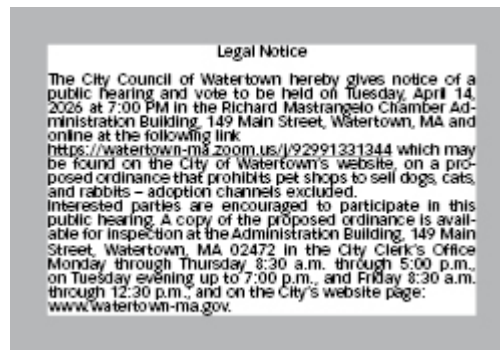 Legal Notice
The City Council of Watertown hereby gives notice of a
public hearing and vote to be held on Tuesday, April 14,
2026 at 7:00 PM in the Richard Mastrangelo Chamber Ad-
ministration Building, 149 Main Street, Watertown, MA and
online at the following link
https://watertown-ma.zoom.us/j/92991331344 which may
be found on the City of Watertown's website, on a pro-
posed ordinance that prohibits pet shops to sell dogs, cats,
and rabbits – adoption channels excluded.
Interested parties are encouraged to participate in this
public hearing. A copy of the proposed ordinance is avail-
able for inspection at the Administration Building, 149 Main
Street, Watertown, MA 02472 in the City Clerk's Office
Monday through Thursday 8:30 a.m. through 5:00 p.m.,
on Tuesday evening up to 7:00 p.m., and Friday 8:30 a.m.
through 12:30 p.m., and on the City's website page:
www.watertown-ma.gov.